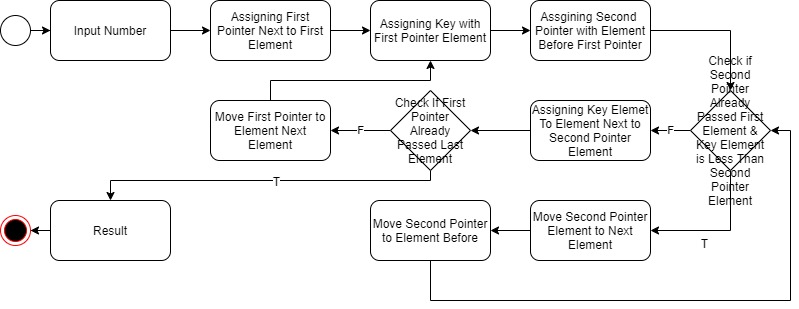 Input Number
Assigning First
Pointer Next to First
Element
Assigning Key with
First Pointer Element
Assgining Second
Pointer with Element
Before First Pointer
Check if
Second
Pointer
Already
Passed First
Element &
Key Element
is Less Than
Second
Pointer
Element
Move First Pointer to
Element Next
Element
F
Check If First
Pointer
Already
Passed Last
Element
Assigning Key Elemet
To Element Next to
Second Pointer
Element
F
T
Result
Move Second Pointer
to Element Before
Move Second Pointer
Element to Next
Element
T